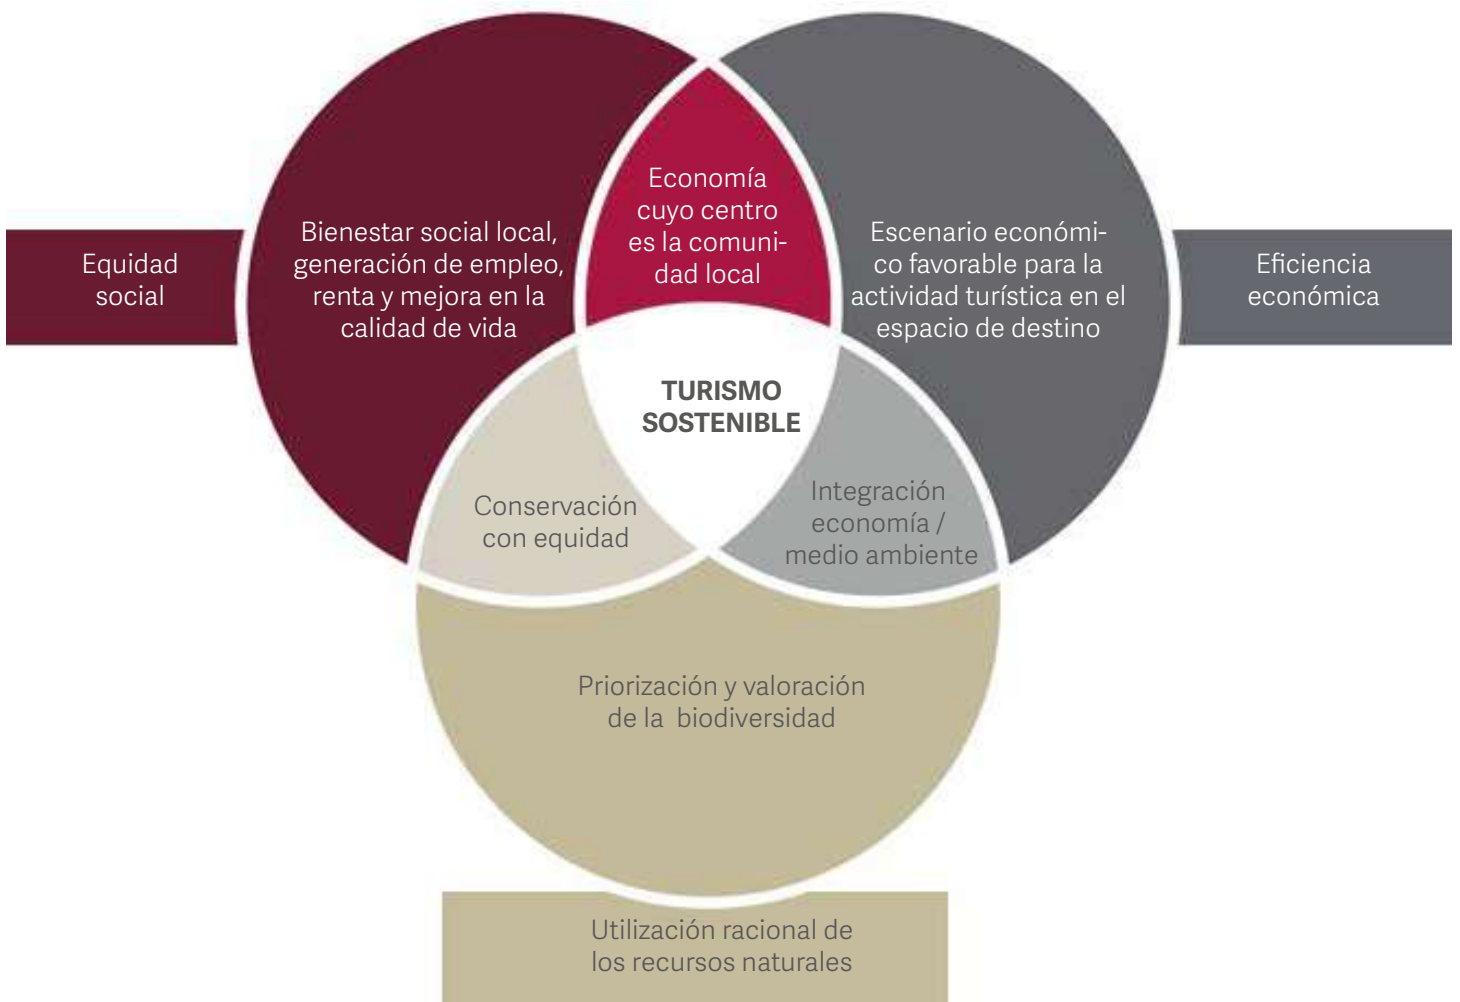 Equidad
social
Bienestar social local,
generación de empleo,
renta y mejora en la
calidad de vida
Economía
cuyo centro
es la comuni-
dad local
Escenario económi-
co favorable para la
actividad turística en el
espacio de destino
Eficiencia
económica
TURISMO
SOSTENIBLE
Conservación
con equidad
Integración
economía /
medio ambiente
Priorización y valoración
de la biodiversidad
Utilización racional de
los recursos naturales